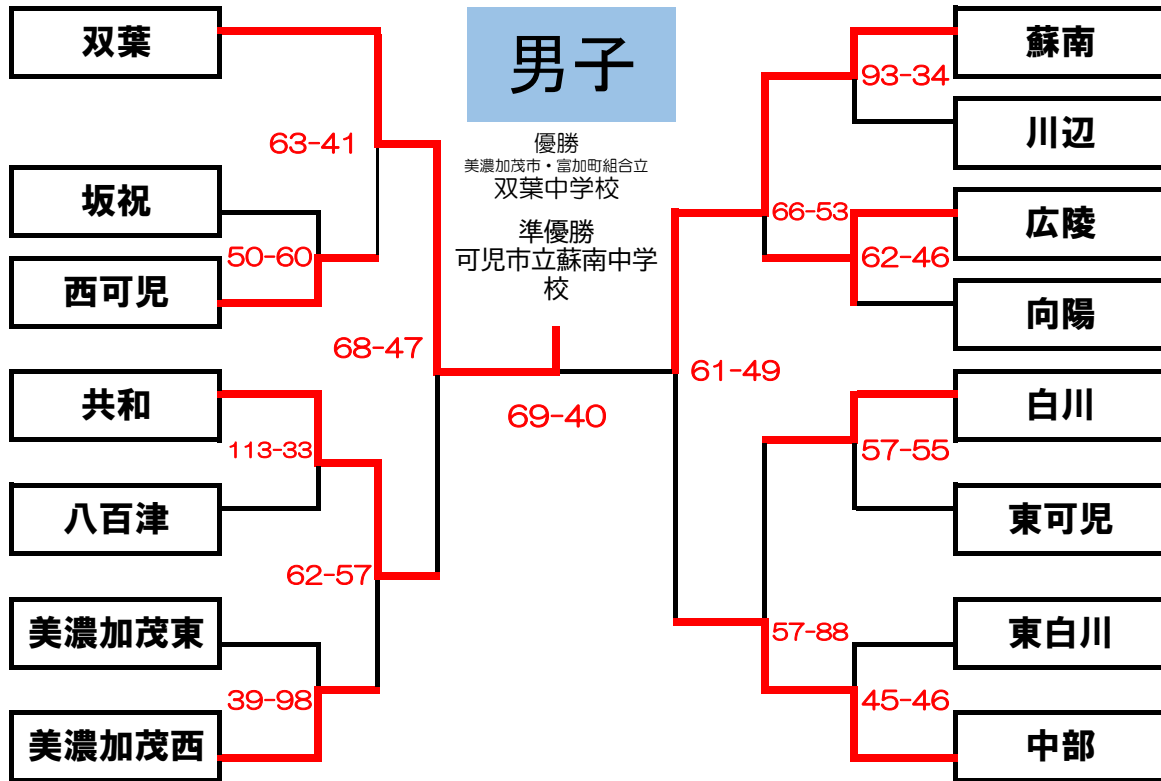 男子
優勝
美濃加茂市・富加町組合立
双葉中学校
準優勝
可児市立蘇南中学
校
双葉
63-41
坂祝
50-60
西可児
68-47
共和
113-33
八百津
62-57
美濃加茂東
39-98
美濃加茂西
69-40
蘇南
93-34
川辺
66-53
広陵
62-46
向陽
61-49
白川
57-55
東可児
57-88
東白川
45-46
中部